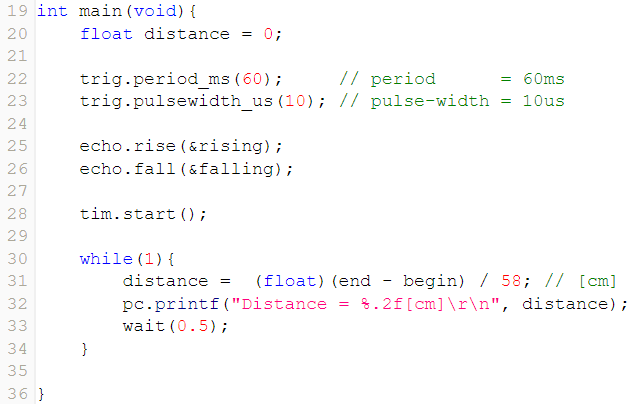 19 int main(void){
20     float distance = 0;
21
22     trig.period_ms(60);     // period      = 60ms
23     trig.pulsewidth_us(10); // pulse-width = 10us
24
25     echo.rise(&rising);
26     echo.fall(&falling);
27
28     tim.start();
29
30     while(1){
31         distance =  (float)(end - begin) / 58; // [cm]
32         pc.printf("Distance = %.2f[cm]\r\n", distance);
33         wait(0.5);
34     }
35
36 }